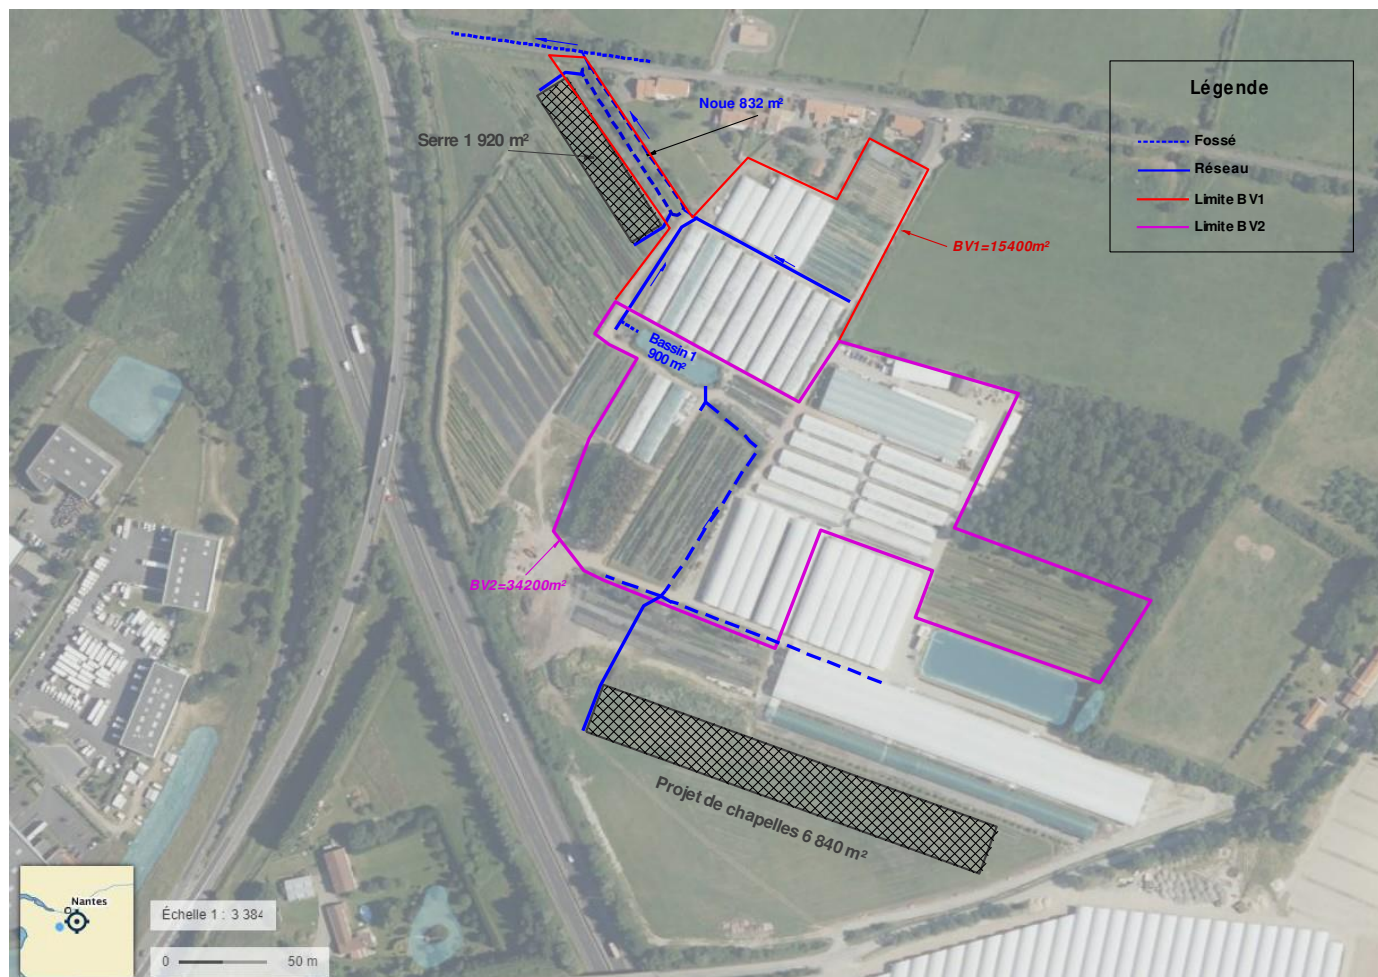 Noue 832 m²
Serre 1 920 m²
Légende
Fossé
Réseau
Limite BV1
Limite BV2
BV1=15400m²
Bassin 1
900 m²
BV2=34200m²
Projet de chapelles 6 840 m²
Nantes
Échelle 1 : 3 384
0 50 m